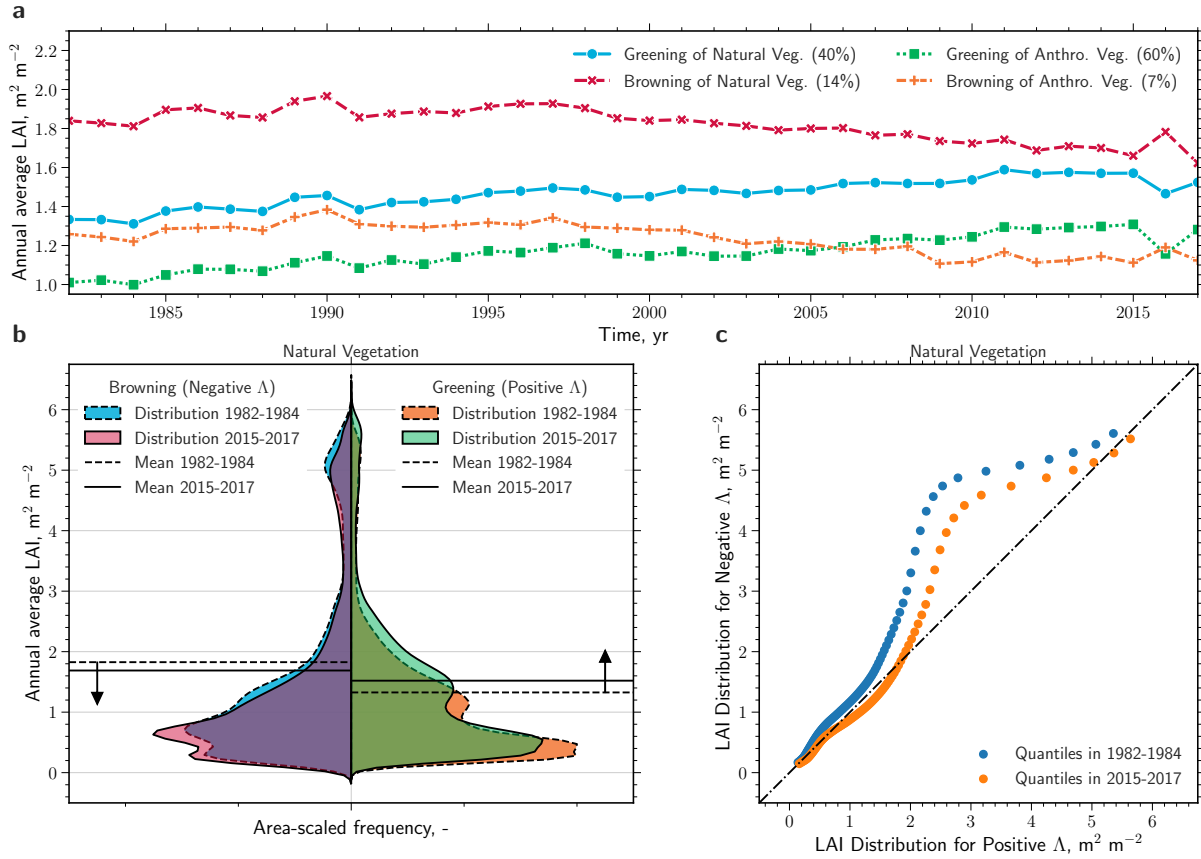 a
Annual average LAI, m² m⁻²
2.2
2.0
1.8
1.6
1.4
1.2
1.0
Greening of Natural Veg. (40%)
Browning of Natural Veg. (14%)
Greening of Anthro. Veg. (60%)
Browning of Anthro. Veg. (7%)
1985 1990 1995 2000 2005 2010 2015
Time, yr
b
Natural Vegetation
Annual average LAI, m² m⁻²
6
5
4
3
2
1
0
Browning (Negative Λ)
Distribution 1982-1984
Distribution 2015-2017
Mean 1982-1984
Mean 2015-2017
Greening (Positive Λ)
Distribution 1982-1984
Distribution 2015-2017
Mean 1982-1984
Mean 2015-2017
Area-scaled frequency, -
c
Natural Vegetation
LAI Distribution for Negative Λ, m² m⁻²
6
5
4
3
2
1
0
Quantiles in 1982-1984
Quantiles in 2015-2017
0 1 2 3 4 5 6
LAI Distribution for Positive Λ, m² m⁻²